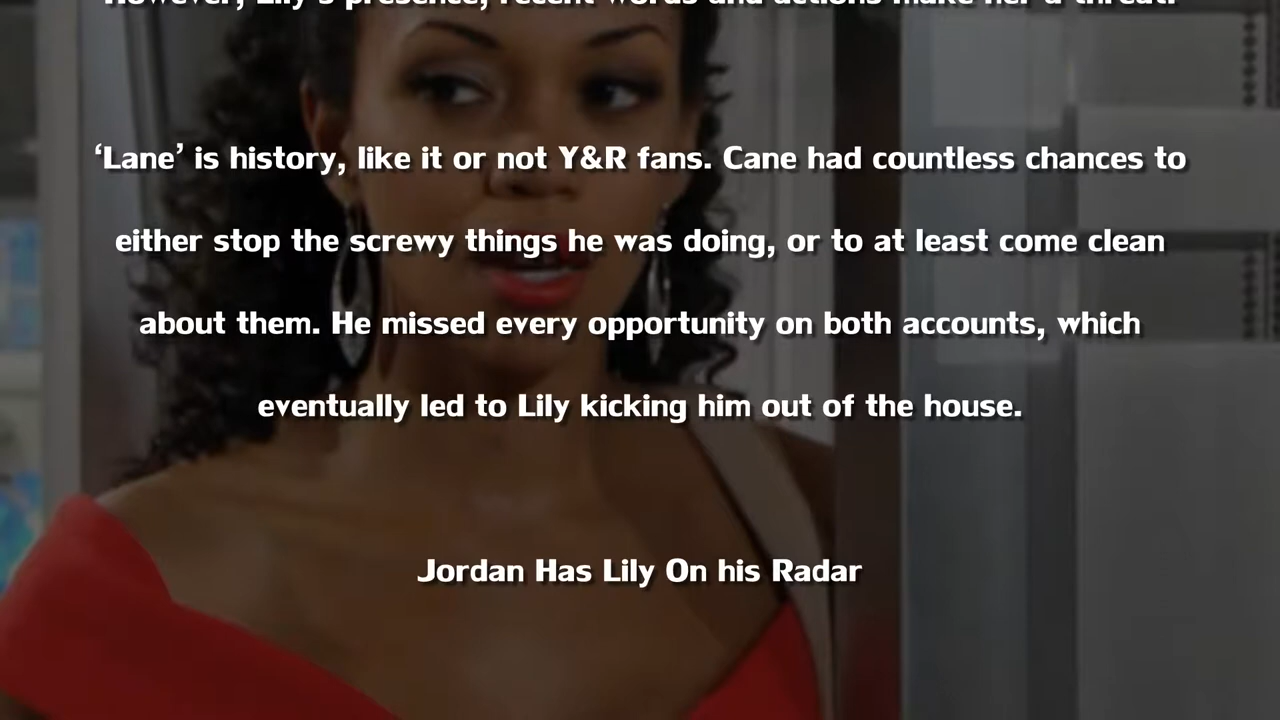 However, Lily's presence, recent words and actions make her a threat.
‘Lane’ is history, like it or not Y&R fans. Cane had countless chances to
either stop the screwy things he was doing, or to at least come clean
about them. He missed every opportunity on both accounts, which
eventually led to Lily kicking him out of the house.
Jordan Has Lily On his Radar